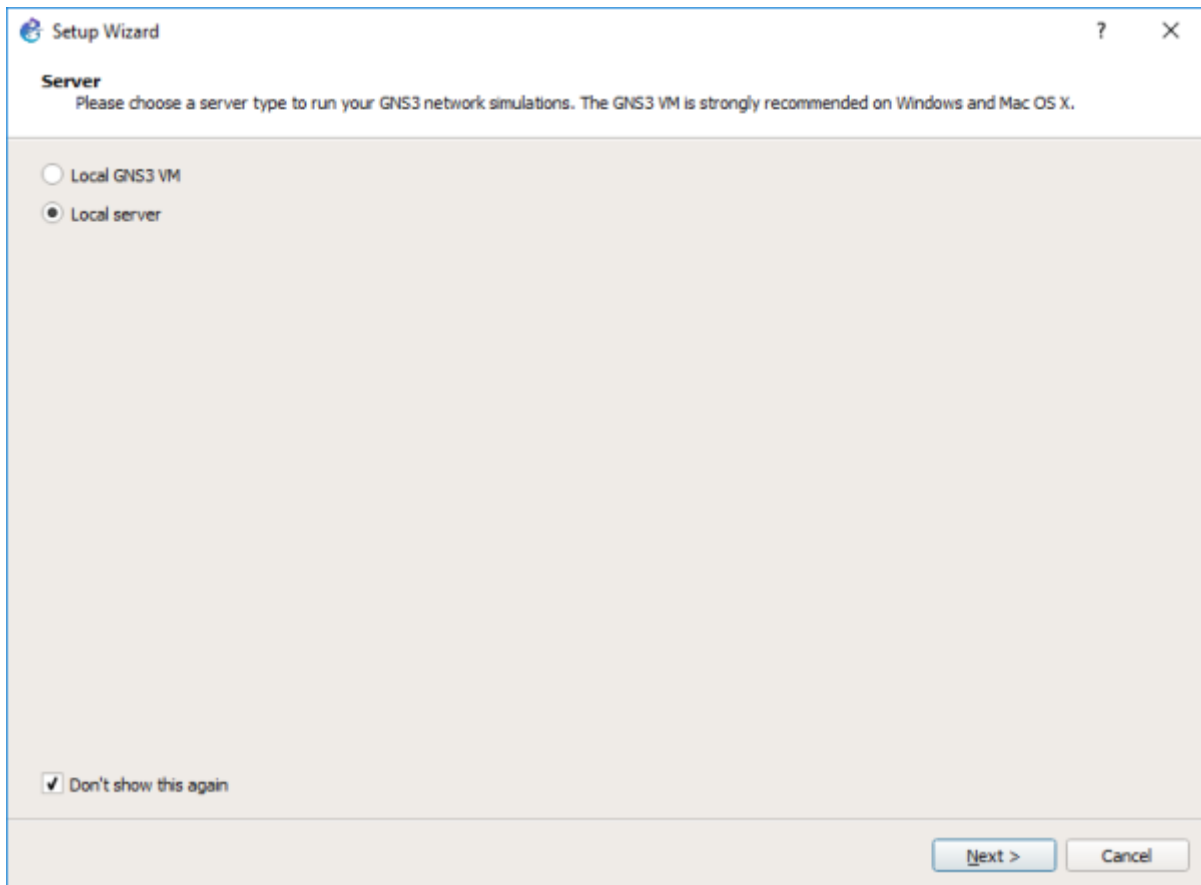 Setup Wizard
?
Server
Please choose a server type to run your GNS3 network simulations. The GNS3 VM is strongly recommended on Windows and Mac OS X.
Local GNS3 VM
Local server
Don't show this again
Next >
Cancel